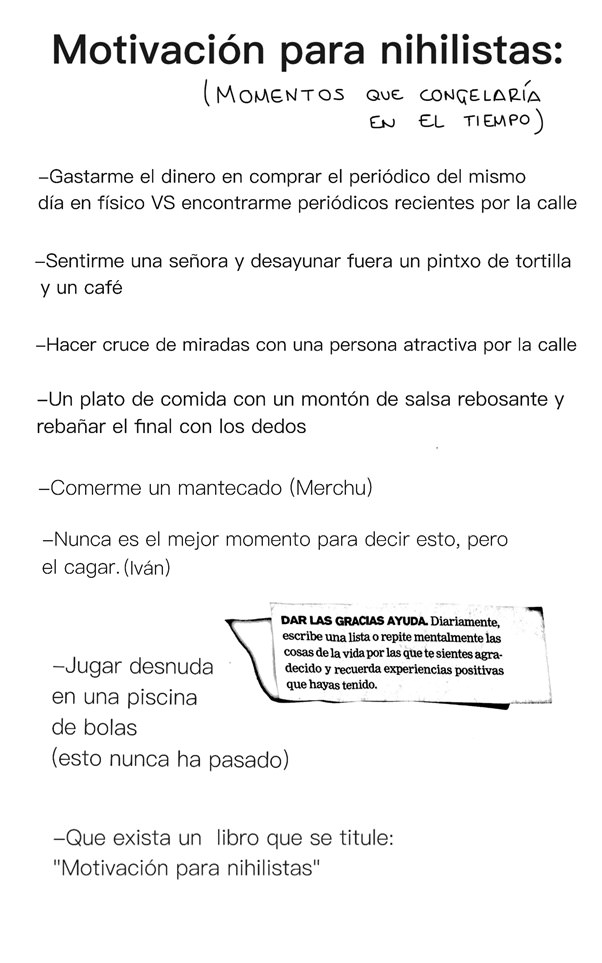 Motivación para nihilistas:
(MOMENTOS QUE CONGELARÍA
EN EL TIEMPO)
-Gastarme el dinero en comprar el periódico del mismo
día en físico VS encontrarme periódicos recientes por la calle
-Sentirme una señora y desayunar fuera un pintxo de tortilla
y un café
-Hacer cruce de miradas con una persona atractiva por la calle
-Un plato de comida con un montón de salsa rebosante y
rebañar el final con los dedos
-Comerme un mantecado (Merchu)
-Nunca es el mejor momento para decir esto, pero
el cagar. (Iván)
DAR LAS GRACIAS AYUDA. Diariamente,
escribe una lista o repite mentalmente las
cosas de la vida por las que te sientes agra-
decido y recuerda experiencias positivas
que hayas tenido.
-Jugar desnuda
en una piscina
de bolas
(esto nunca ha pasado)
-Que exista un libro que se titule:
"Motivación para nihilistas"